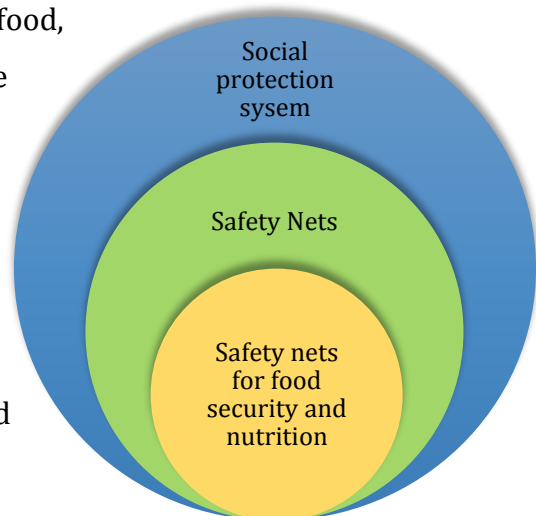 food,
e
d
Social
protection
sysem
Safety Nets
Safety nets
for food
security and
nutrition